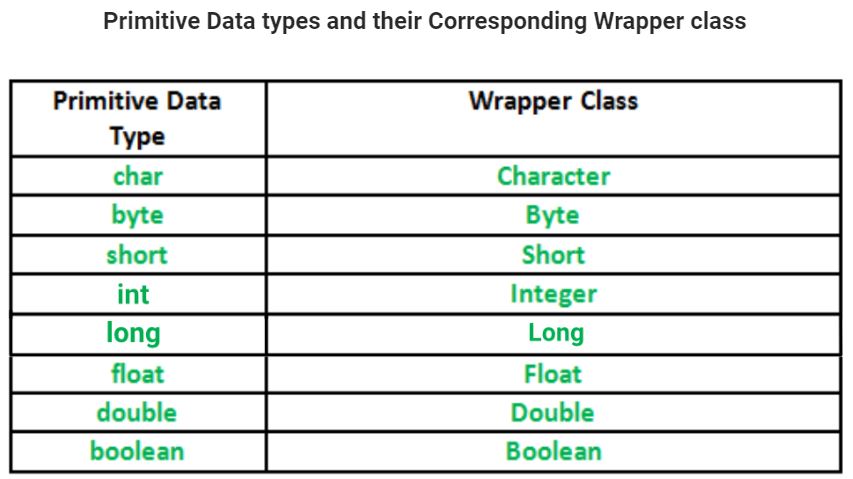 Primitive Data types and their Corresponding Wrapper class
Primitive Data Type Wrapper Class
char Character
byte Byte
short Short
int Integer
long Long
float Float
double Double
boolean Boolean